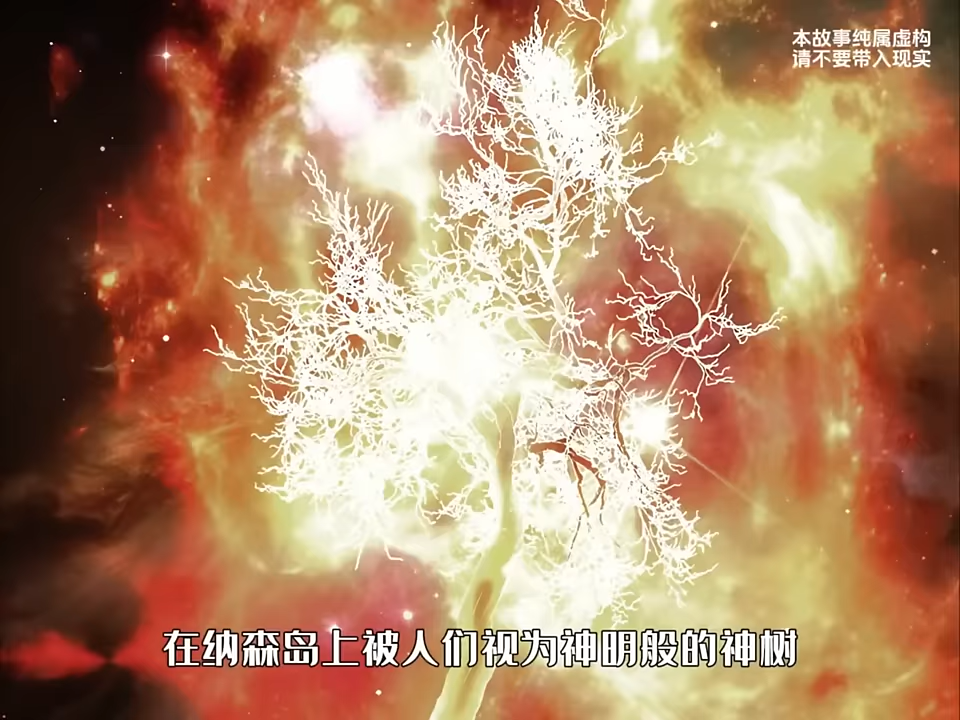 本故事纯属虚构
请不要带入现实
在纳森岛上被人们视为神明般的神树